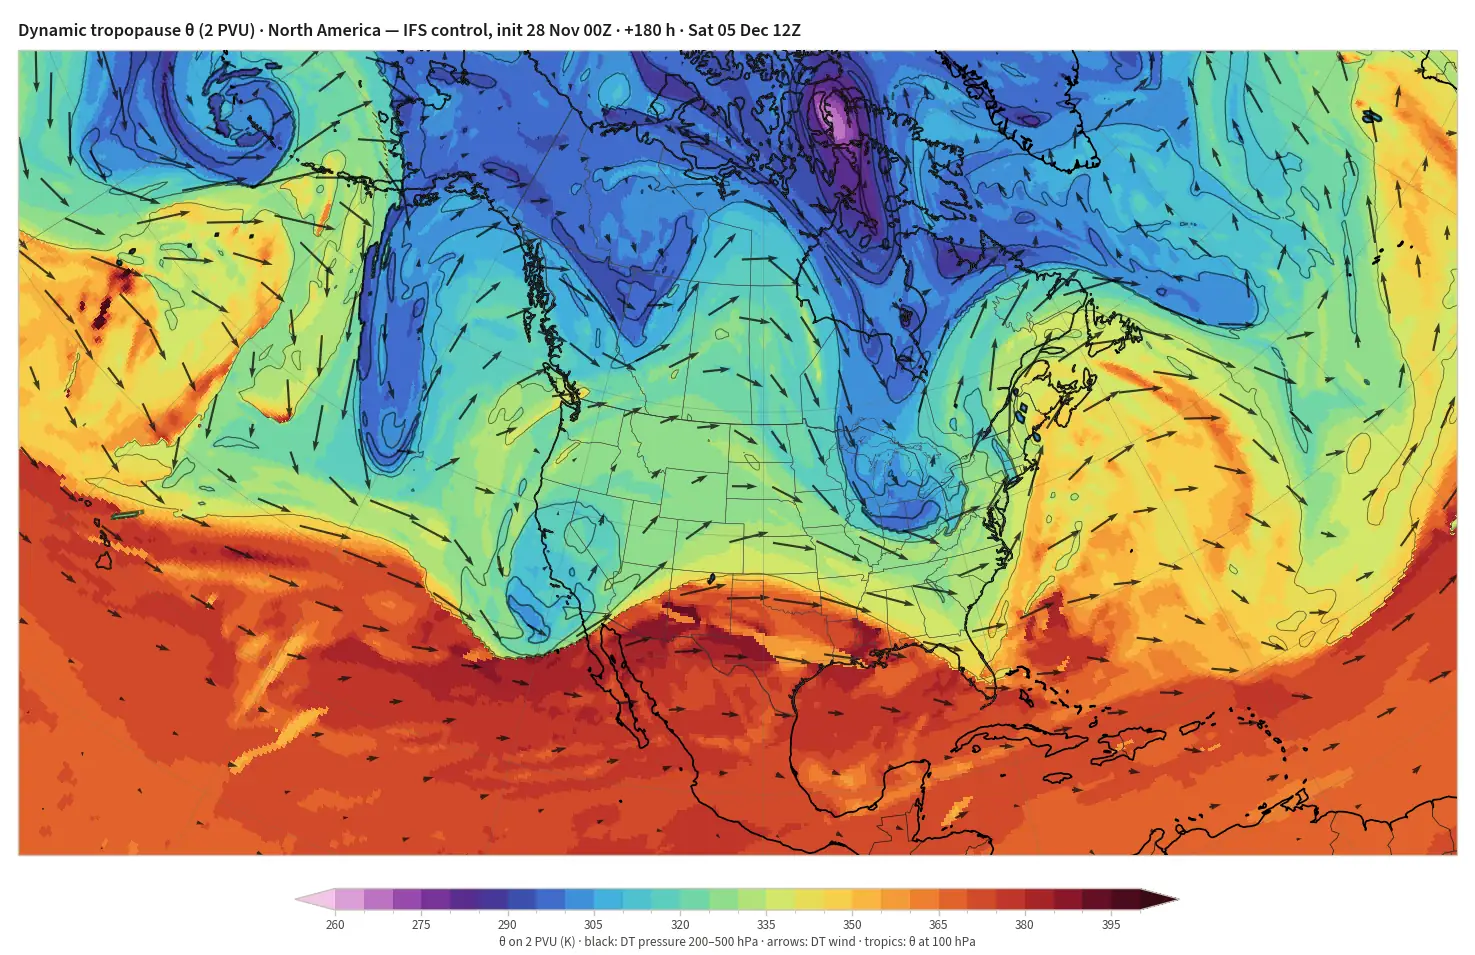 Dynamic tropopause θ (2 PVU) · North America — IFS control, init 28 Nov 00Z · +180 h · Sat 05 Dec 12Z
260 275 290 305 320 335 350 365 380 395
θ on 2 PVU (K) · black: DT pressure 200–500 hPa · arrows: DT wind · tropics: θ at 100 hPa